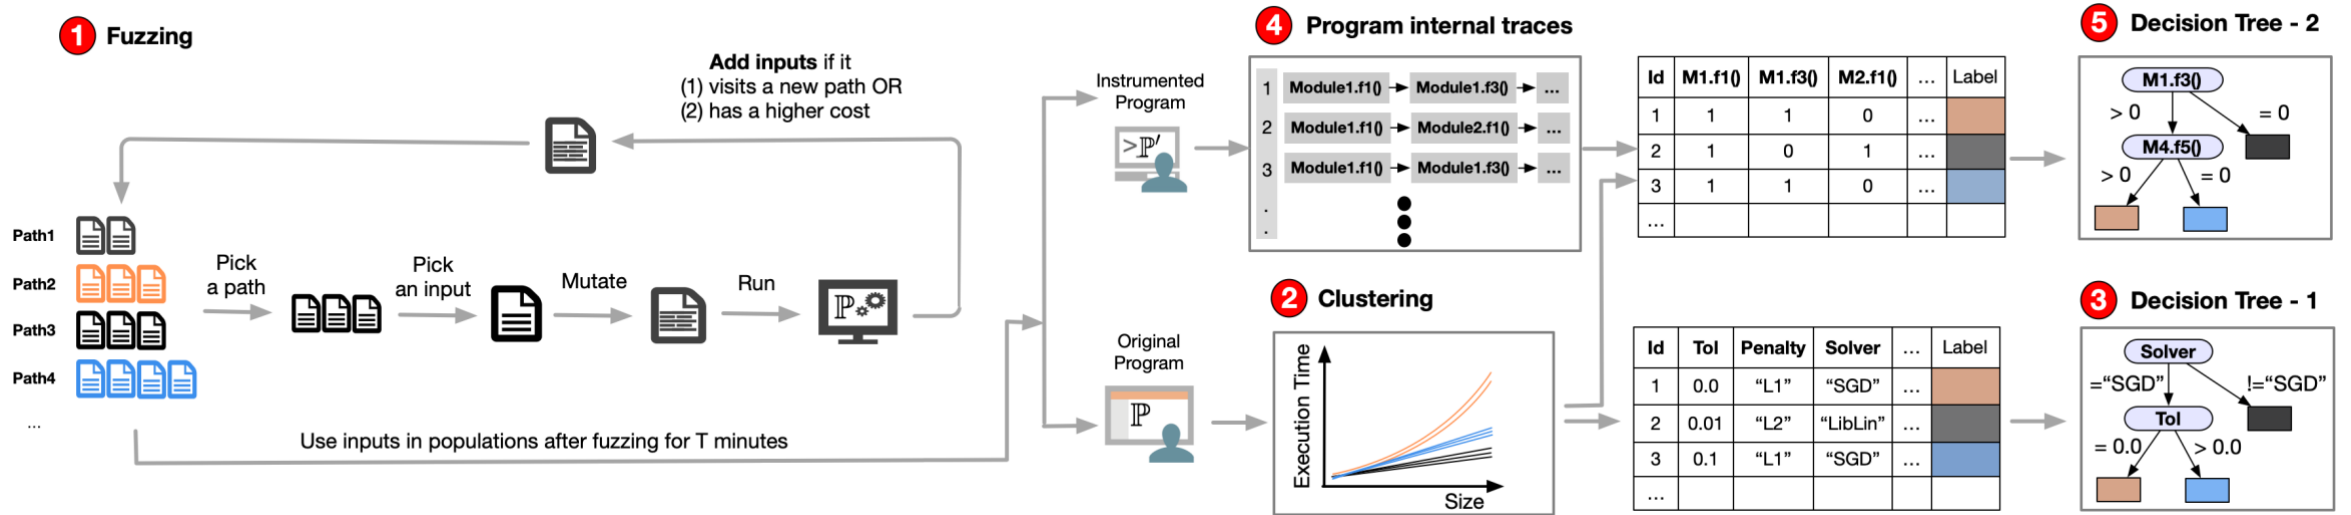 1 Fuzzing
Add inputs if it
(1) visits a new path OR
(2) has a higher cost
Path1
Path2
Path3
Path4
...
Pick
a path
Pick
an input
Mutate
Run
ℙ
Use inputs in populations after fuzzing for T minutes
Instrumented
Program
>ℙ′
Original
Program
ℙ
4 Program internal traces
1 Module1.f1() Module1.f3() ...
2 Module1.f1() Module2.f1() ...
3 Module1.f1() Module1.f3() ...
.
.
2 Clustering
Execution Time
Size
Id M1.f1() M1.f3() M2.f1() ... Label
1 1 1 0 ...
2 1 0 1 ...
3 1 1 0 ...
...
Id Tol Penalty Solver ... Label
1 0.0 “L1” “SGD” ...
2 0.01 “L2” “LibLin” ...
3 0.1 “L1” “SGD” ...
...
5 Decision Tree - 2
M1.f3()
> 0 = 0
M4.f5()
> 0 = 0
3 Decision Tree - 1
Solver
=“SGD” !=“SGD”
Tol
= 0.0 > 0.0